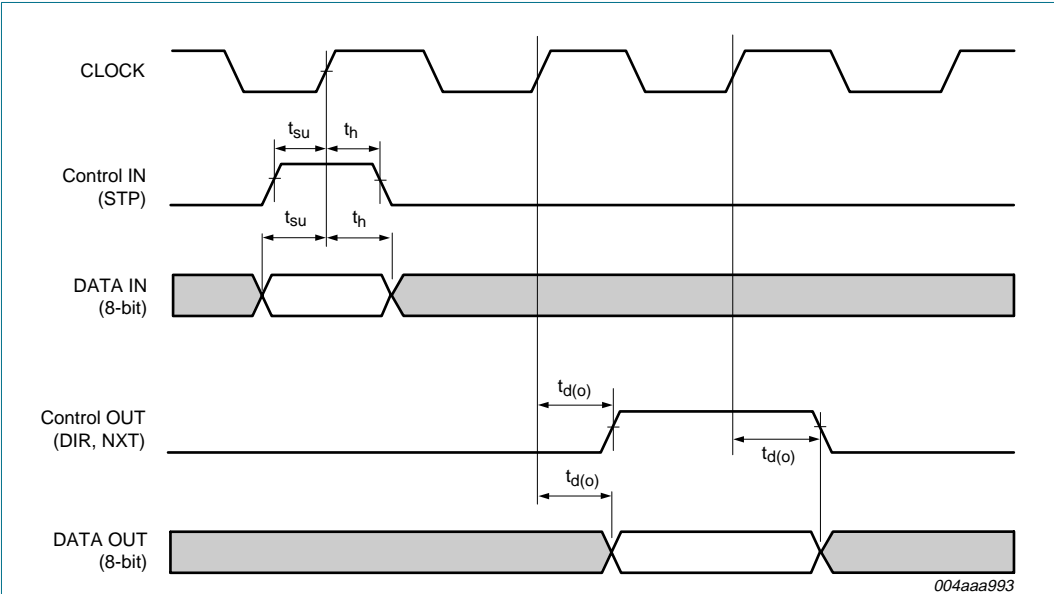 CLOCK
t_su
t_h
Control IN
(STP)
t_su
t_h
DATA IN
(8-bit)
t_d(o)
Control OUT
(DIR, NXT)
t_d(o)
t_d(o)
DATA OUT
(8-bit)
004aaa993